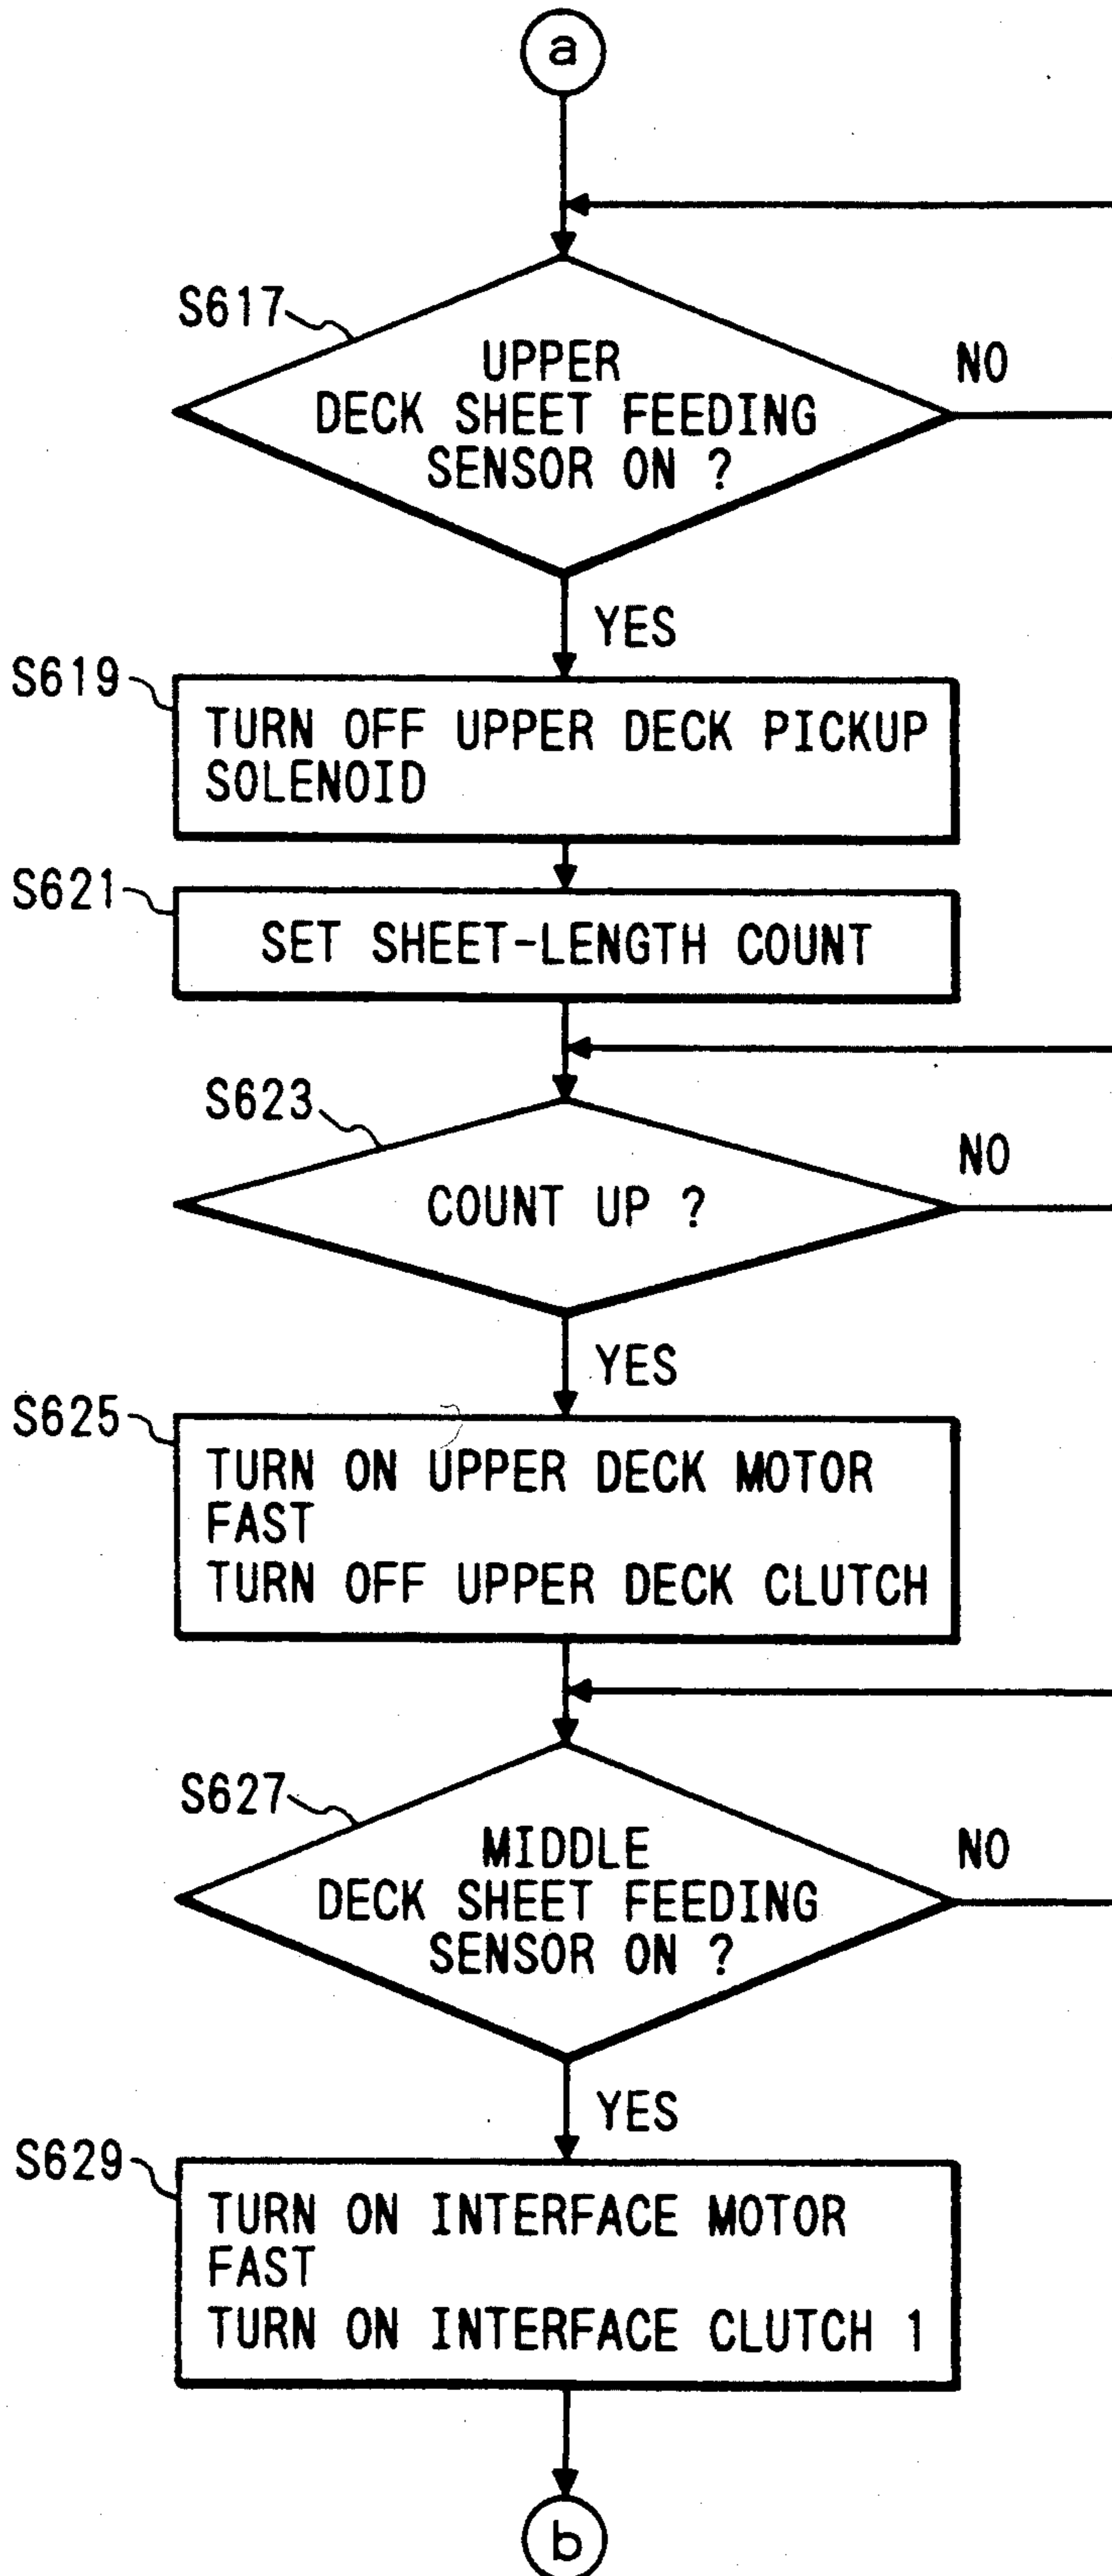 a
S617
UPPER
DECK SHEET FEEDING
SENSOR ON ?
NO
YES
S619
TURN OFF UPPER DECK PICKUP
SOLENOID
S621
SET SHEET-LENGTH COUNT
S623
COUNT UP ?
NO
YES
S625
TURN ON UPPER DECK MOTOR
FAST
TURN OFF UPPER DECK CLUTCH
S627
MIDDLE
DECK SHEET FEEDING
SENSOR ON ?
NO
YES
S629
TURN ON INTERFACE MOTOR
FAST
TURN ON INTERFACE CLUTCH 1
b